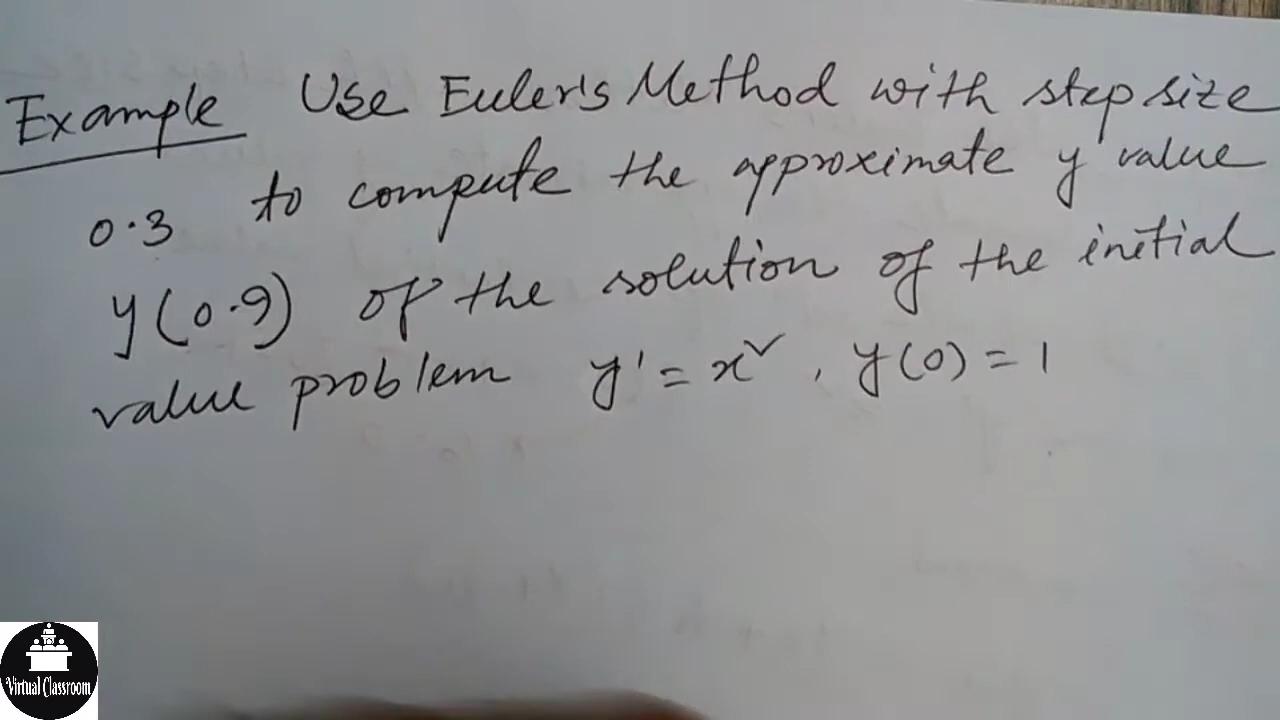 Example Use Euler's Method with step size
0.3 to compute the approximate y value
y(0.9) of the solution of the initial
value problem y' = x², y(0) = 1
Virtual Classroom